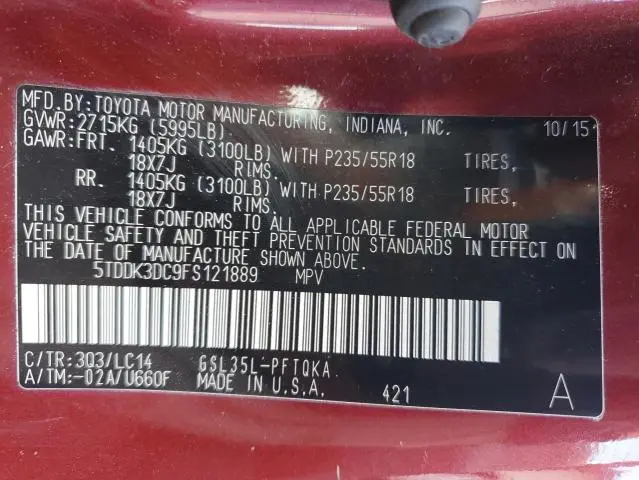 MFD.BY:TOYOTA MOTOR MANUFACTURING, INDIANA, INC. 10/15
GVWR:2715KG (5995LB)
GAWR:FRT. 1405KG (3100LB) WITH P235/55R18 TIRES,
18X7J RIMS.
RR. 1405KG (3100LB) WITH P235/55R18 TIRES,
18X7J RIMS.
THIS VEHICLE CONFORMS TO ALL APPLICABLE FEDERAL MOTOR
VEHICLE SAFETY AND THEFT PREVENTION STANDARDS IN EFFECT ON
THE DATE OF MANUFACTURE SHOWN ABOVE.
5TDDK3DC9FS121889 MPV
C/TR:3Q3/LC14 GSL35L-PFTQKA
A/TM:-02A/U660F MADE IN U.S.A. 421 A